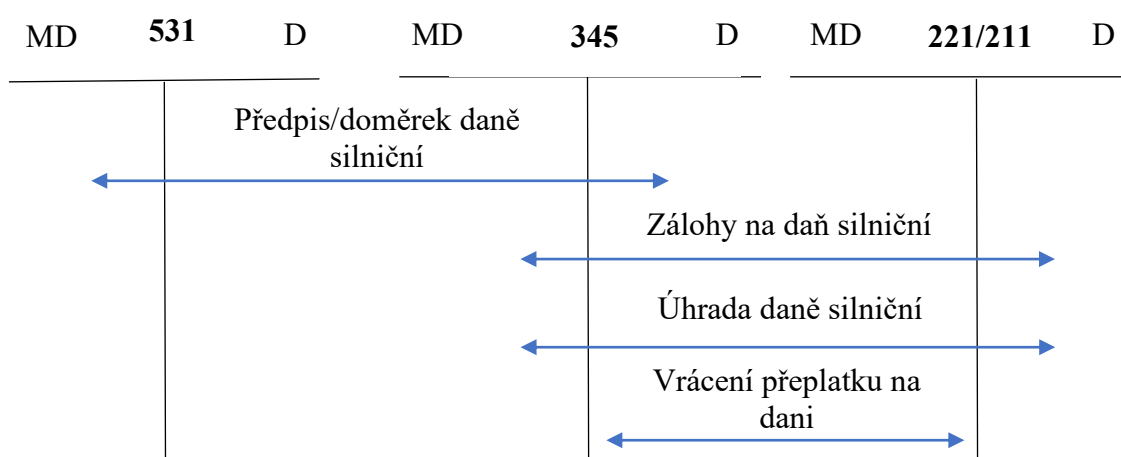 MD 531 D MD 345 D MD 221/211 D
Předpis/doměrek daně
silniční
Zálohy na daň silniční
Úhrada daně silniční
Vrácení přeplatku na
dani